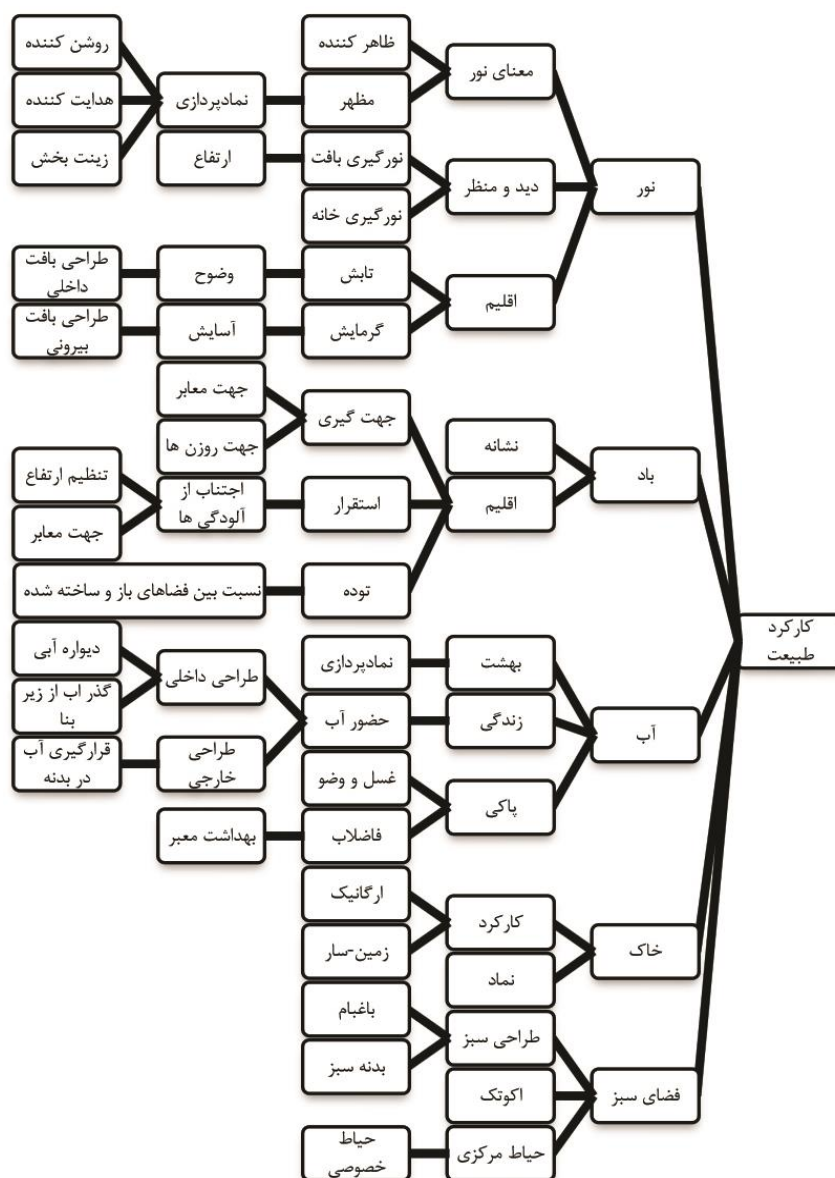 کارکرد
طبیعت
نور
معنای نور
ظاهر کننده
مظهر
نمادپردازی
روشن کننده
هدایت کننده
زینت بخش
دید و منظر
نورگیری بافت
ارتفاع
نورگیری خانه
اقلیم
تابش
وضوح
طراحی بافت
داخلی
گرمایش
آسایش
طراحی بافت
بیرونی
باد
نشانه
اقلیم
جهت گیری
جهت معابر
جهت روزن ها
استقرار
اجتناب از
آلودگی ها
تنظیم ارتفاع
جهت معابر
توده
نسبت بین فضاهای باز و ساخته شده
آب
بهشت
نمادپردازی
زندگی
حضور آب
طراحی داخلی
دیواره آبی
گذر اب از زیر
بنا
طراحی
خارجی
قرارگیری آب
در بدنه
پاکی
غسل و وضو
فاضلاب
بهداشت معبر
خاک
کارکرد
ارگانیک
زمین-سار
نماد
فضای سبز
طراحی سبز
باغبام
بدنه سبز
اکوتک
حیاط مرکزی
حیاط
خصوصی